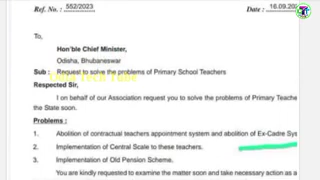 Ref. No. : 552/2023 Date : 16.09.202
To,
Hon'ble Chief Minister,
Odisha, Bhubaneswar
Sub : Request to solve the problems of Primary School Teachers
Respected Sir,
I on behalf of our Association request you to solve the problems of Primary Teache
the State soon.
Problems :
1. Abolition of contractual teachers appointment system and abolition of Ex-Cadre Sys
2. Implementation of Central Scale to these teachers.
3. Implementation of Old Pension Scheme.
You are kindly requested to examine the matter soon and take necessary action as a